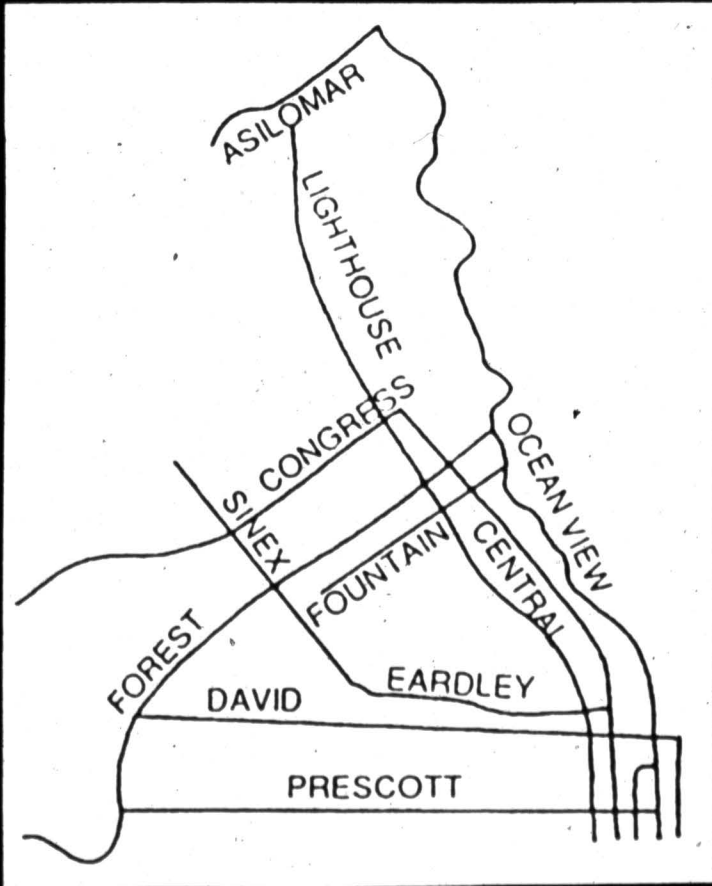 ASILOMAR
LIGHTHOUSE
CONGRESS
OCEAN VIEW
SINEX
CENTRAL
FOUNTAIN
FOREST
EARDLEY
DAVID
PRESCOTT